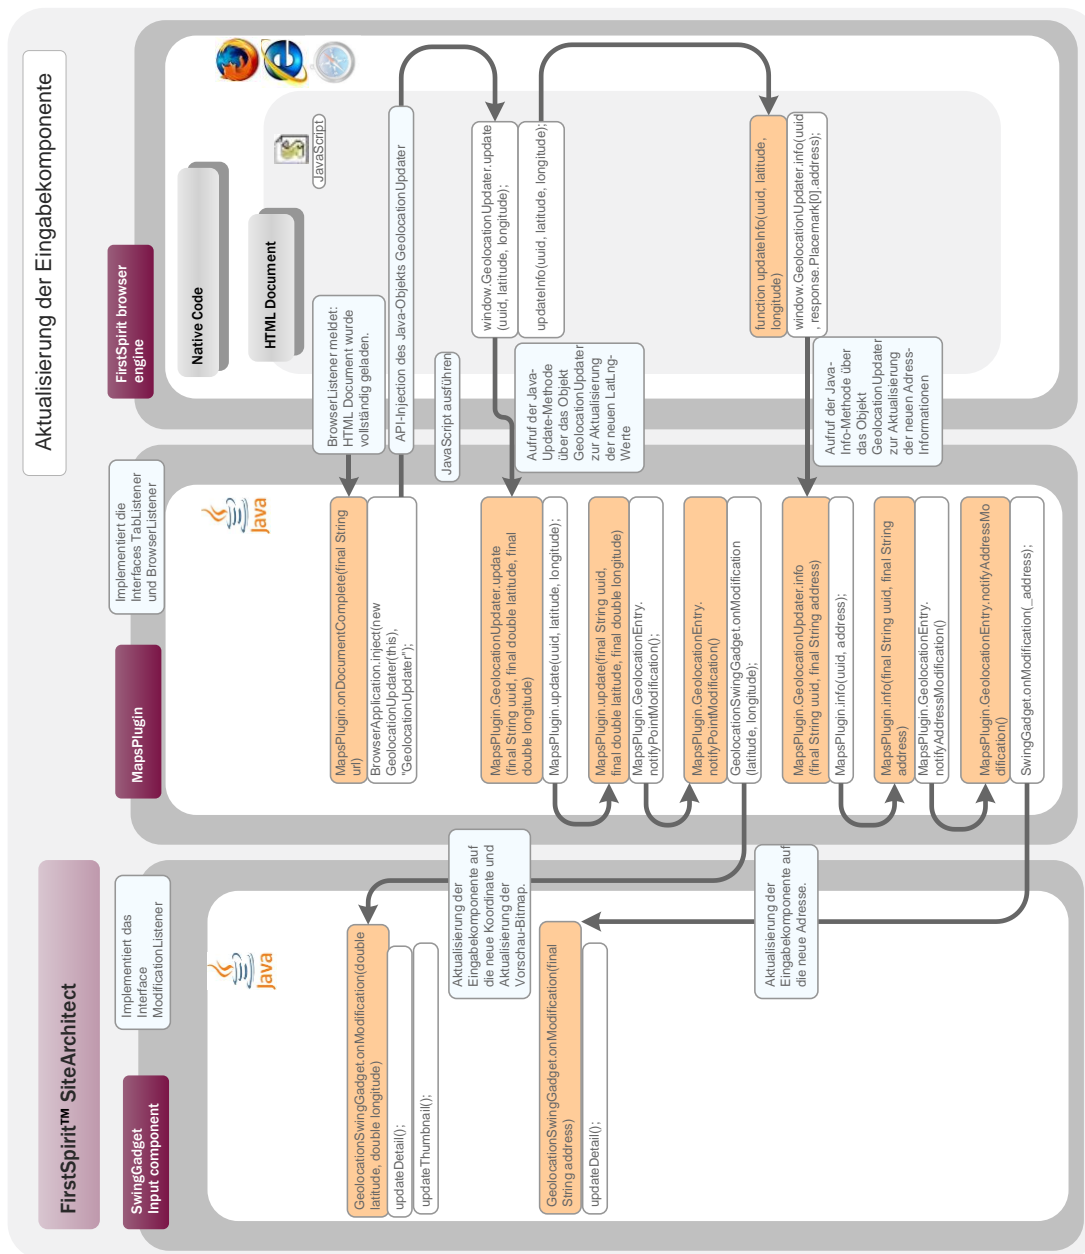 Aktualisierung der Eingabekomponente
FirstSpirit™ SiteArchitect
SwingGadget
Input component
Implementiert das
Interface
ModificationListener
Java
GeolocationSwingGadget.onModification(double
latitude, double longitude)
updateDetail();
updateThumbnail();
GeolocationSwingGadget.onModification(final
String address)
updateDetail();
Aktualisierung der
Eingabekomponente auf
die neue Koordinate und
Aktualisierung der
Vorschau-Bitmap.
Aktualisierung der
Eingabekomponente auf
die neue Adresse.
MapsPlugin
Implementiert die
Interfaces TabListener
und BrowserListener
Java
MapsPlugin.onDocumentComplete(final String
url)
BrowserApplication.inject(new
GeolocationUpdater(this),
"GeolocationUpdater");
MapsPlugin.GeolocationUpdater.update
(final String uuid, final double latitude, final
double longitude)
MapsPlugin.update(uuid, latitude, longitude);
MapsPlugin.update(final String uuid,
final double latitude, final double longitude)
MapsPlugin.GeolocationEntry.
notifyPointModification();
MapsPlugin.GeolocationEntry.
notifyPointModification()
GeolocationSwingGadget.onModification
(latitude, longitude);
MapsPlugin.GeolocationUpdater.info
(final String uuid, final String address)
MapsPlugin.info(uuid, address);
MapsPlugin.info(final String uuid, final String
address)
MapsPlugin.GeolocationEntry.
notifyAddressModification()
MapsPlugin.GeolocationEntry.notifyAddressMo
dification()
SwingGadget.onModification(_address);
FirstSpirit browser
engine
Native Code
HTML Document
JavaScript
BrowserListener meldet:
HTML Document wurde
vollständig geladen.
API-Injection des Java-Objekts GeolocationUpdater
JavaScript ausführen
window.GeolocationUpdater.update
(uuid, latitude, longitude);
updateInfo(uuid, latitude, longitude);
Aufruf der Java-
Update-Methode
über das Objekt
GeolocationUpdater
zur Aktualisierung
der neuen LatLng-
Werte
function updateInfo(uuid, latitude,
longitude)
window.GeolocationUpdater.info(uuid
,response.Placemark[0].address);
Aufruf der Java-
Info-Methode über
das Objekt
GeolocationUpdater
zur Aktualisierung
der neuen Adress-
Informationen